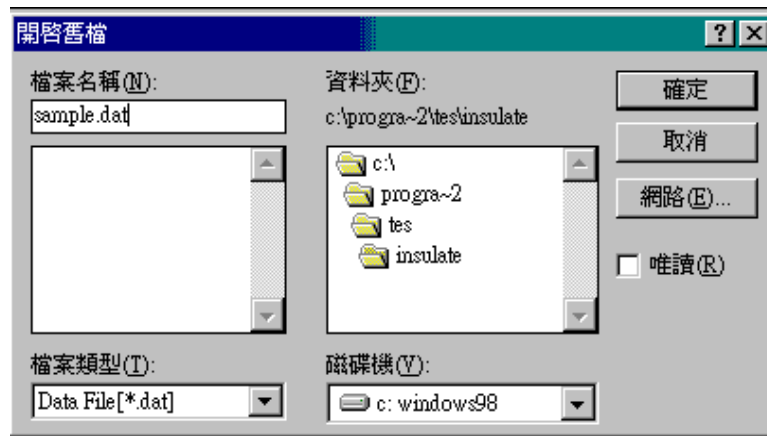 開啓舊檔
檔案名稱(N):
sample.dat
資料夾(F):
c:\progra~2\tes\insulate
c:\
progra~2
tes
insulate
確定
取消
網路(E)...
唯讀(R)
檔案類型(T):
Data File[*.dat]
磁碟機(V):
c: windows98